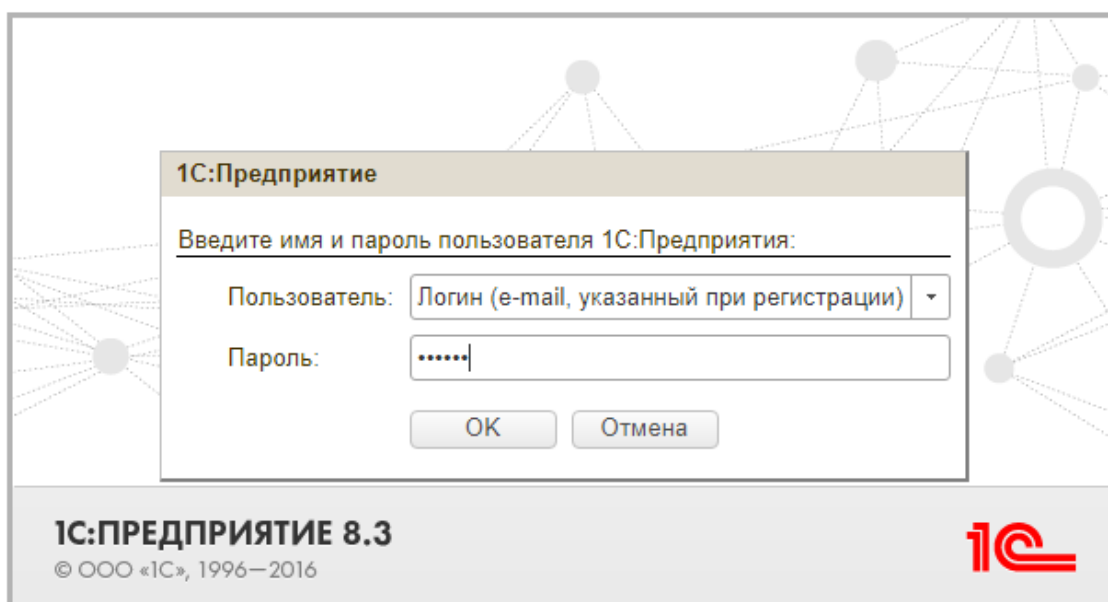 1С:Предприятие
Введите имя и пароль пользователя 1С:Предприятия:
Пользователь: Логин (e-mail, указанный при регистрации)
Пароль: ••••••
OK Отмена
1С:ПРЕДПРИЯТИЕ 8.3
© ООО «1С», 1996—2016
1С